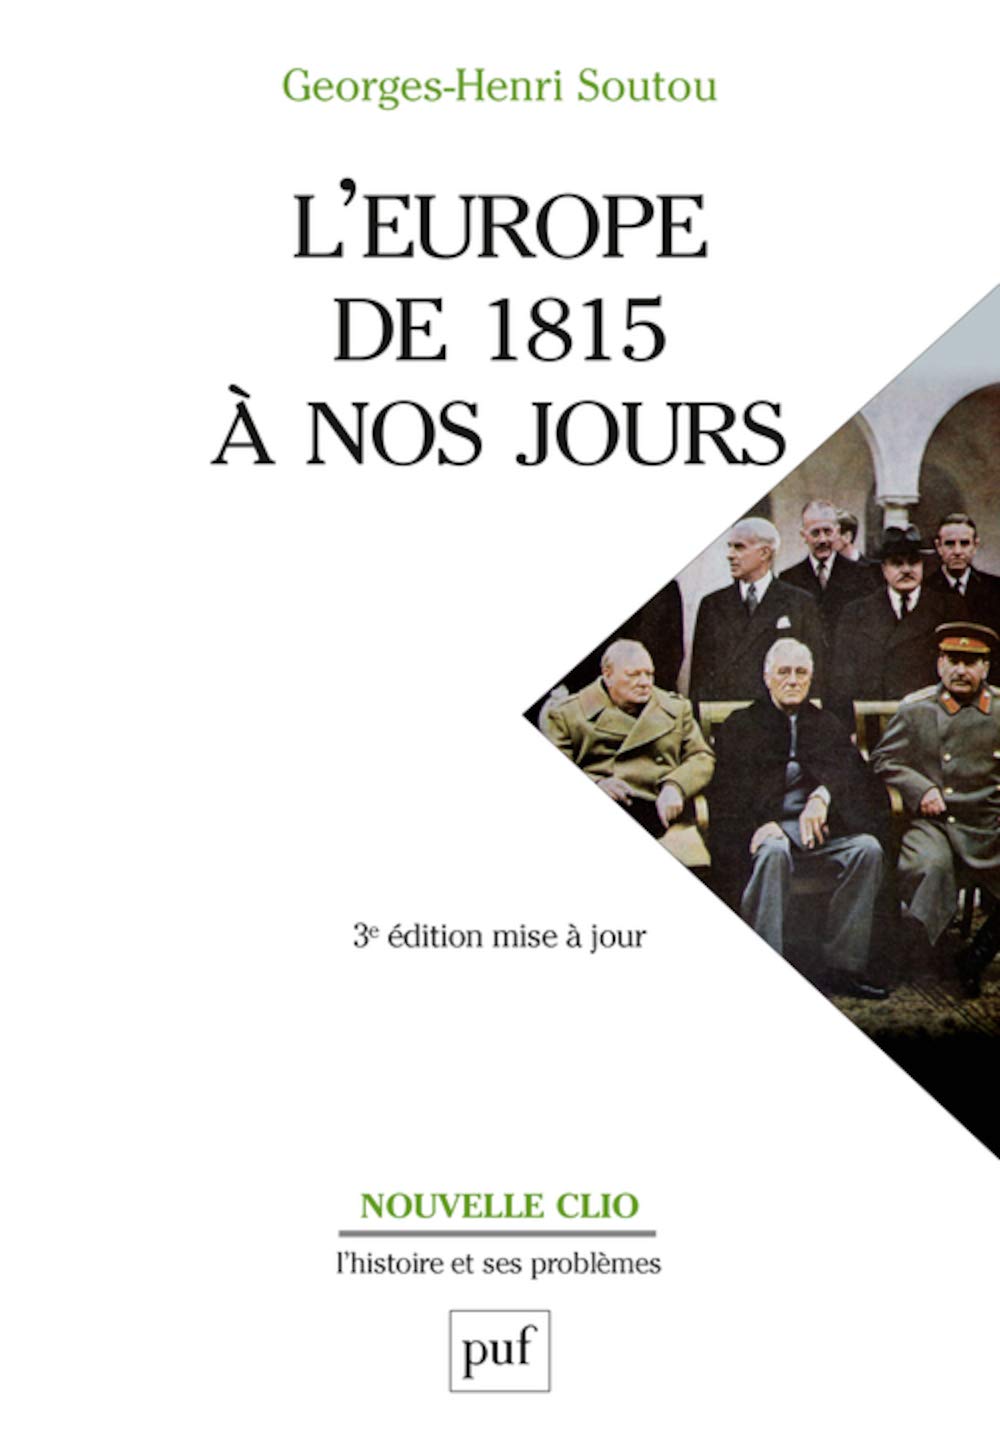 Georges-Henri Soutou
L’EUROPE
DE 1815
À NOS JOURS
3e édition mise à jour
NOUVELLE CLIO
l’histoire et ses problèmes
puf